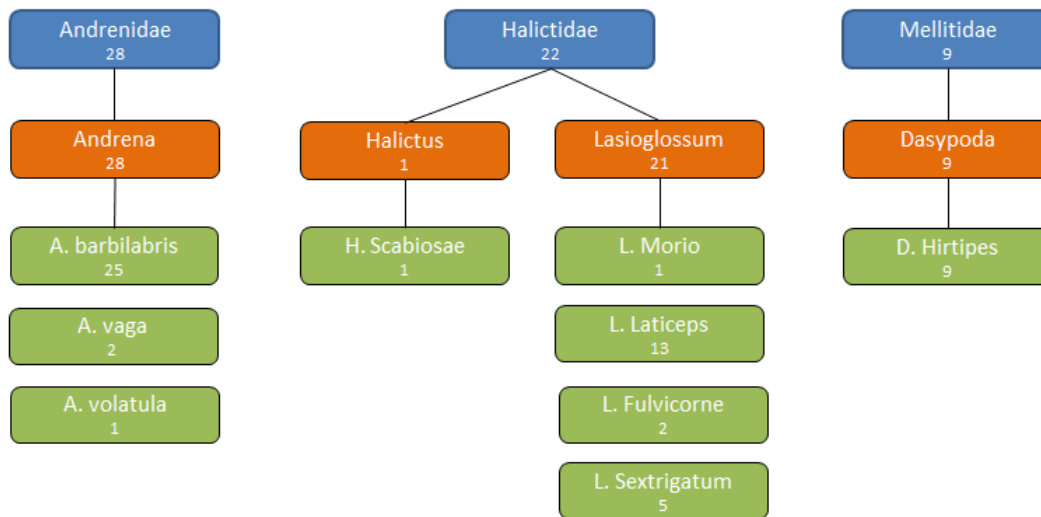 Andrenidae
28
Halictidae
22
Mellitidae
9
Andrena
28
Halictus
1
Lasioglossum
21
Dasypoda
9
A. barbilabris
25
H. Scabiosae
1
L. Morio
1
D. Hirtipes
9
A. vaga
2
L. Laticeps
13
A. volatula
1
L. Fulvicorne
2
L. Sextrigatum
5